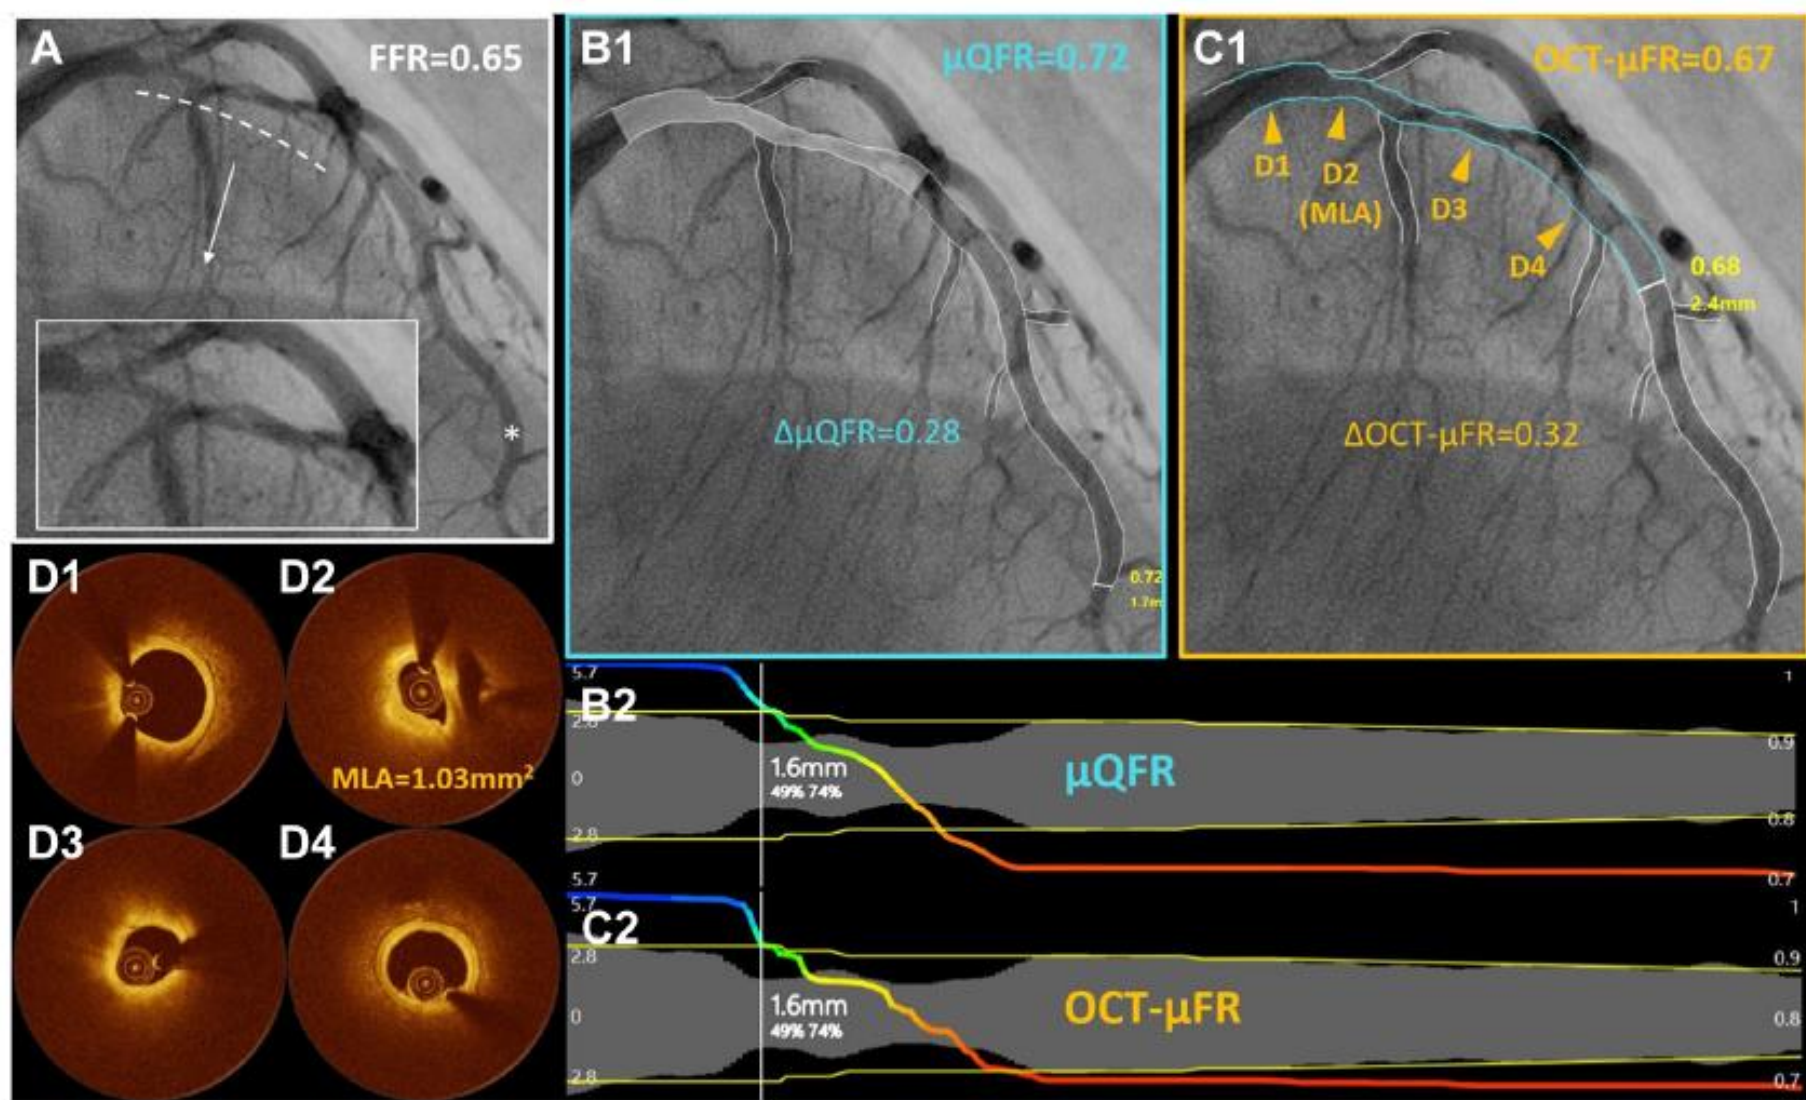 A
FFR=0.65
*
B1
μQFR=0.72
ΔμQFR=0.28
0.72
C1
OCT-μFR=0.67
D1
D2
(MLA)
D3
D4
0.68
2.4mm
ΔOCT-μFR=0.32
D1
D2
MLA=1.03mm²
D3
D4
5.7
1
B2
2.8
0.9
μQFR
1.6mm
0
49% 74%
2.8
0.8
5.7
0.7
5.7
1
C2
2.8
0.9
1.6mm
OCT-μFR
0
0.8
49% 74%
2.8
0.7